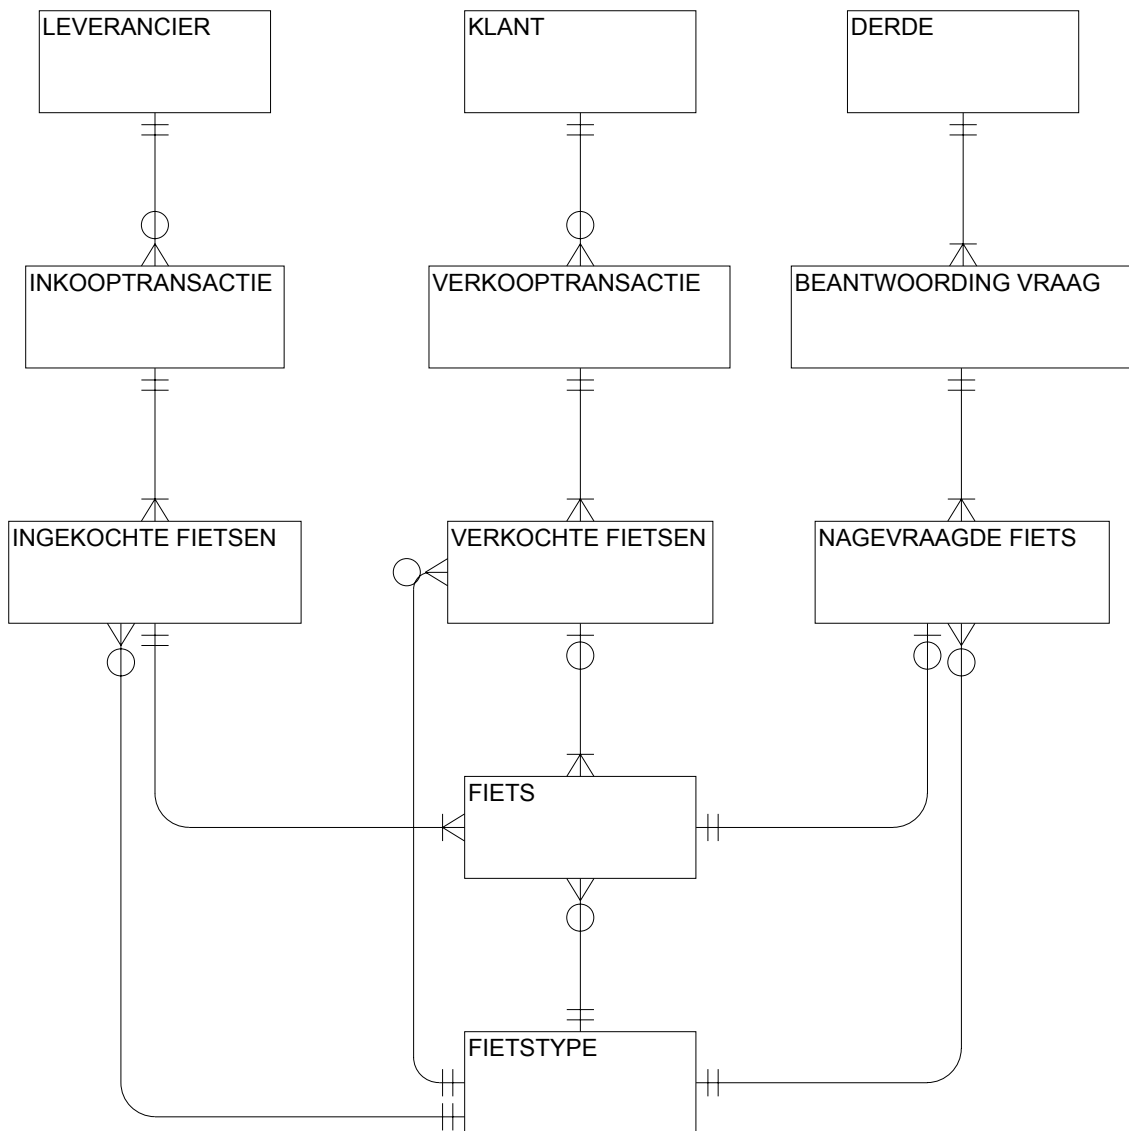 LEVERANCIER
KLANT
DERDE
INKOOPTRANSACTIE
VERKOOPTRANSACTIE
BEANTWOORDING VRAAG
INGEKOCHTE FIETSEN
VERKOCHTE FIETSEN
NAGEVRAAGDE FIETS
FIETS
FIETSTYPE